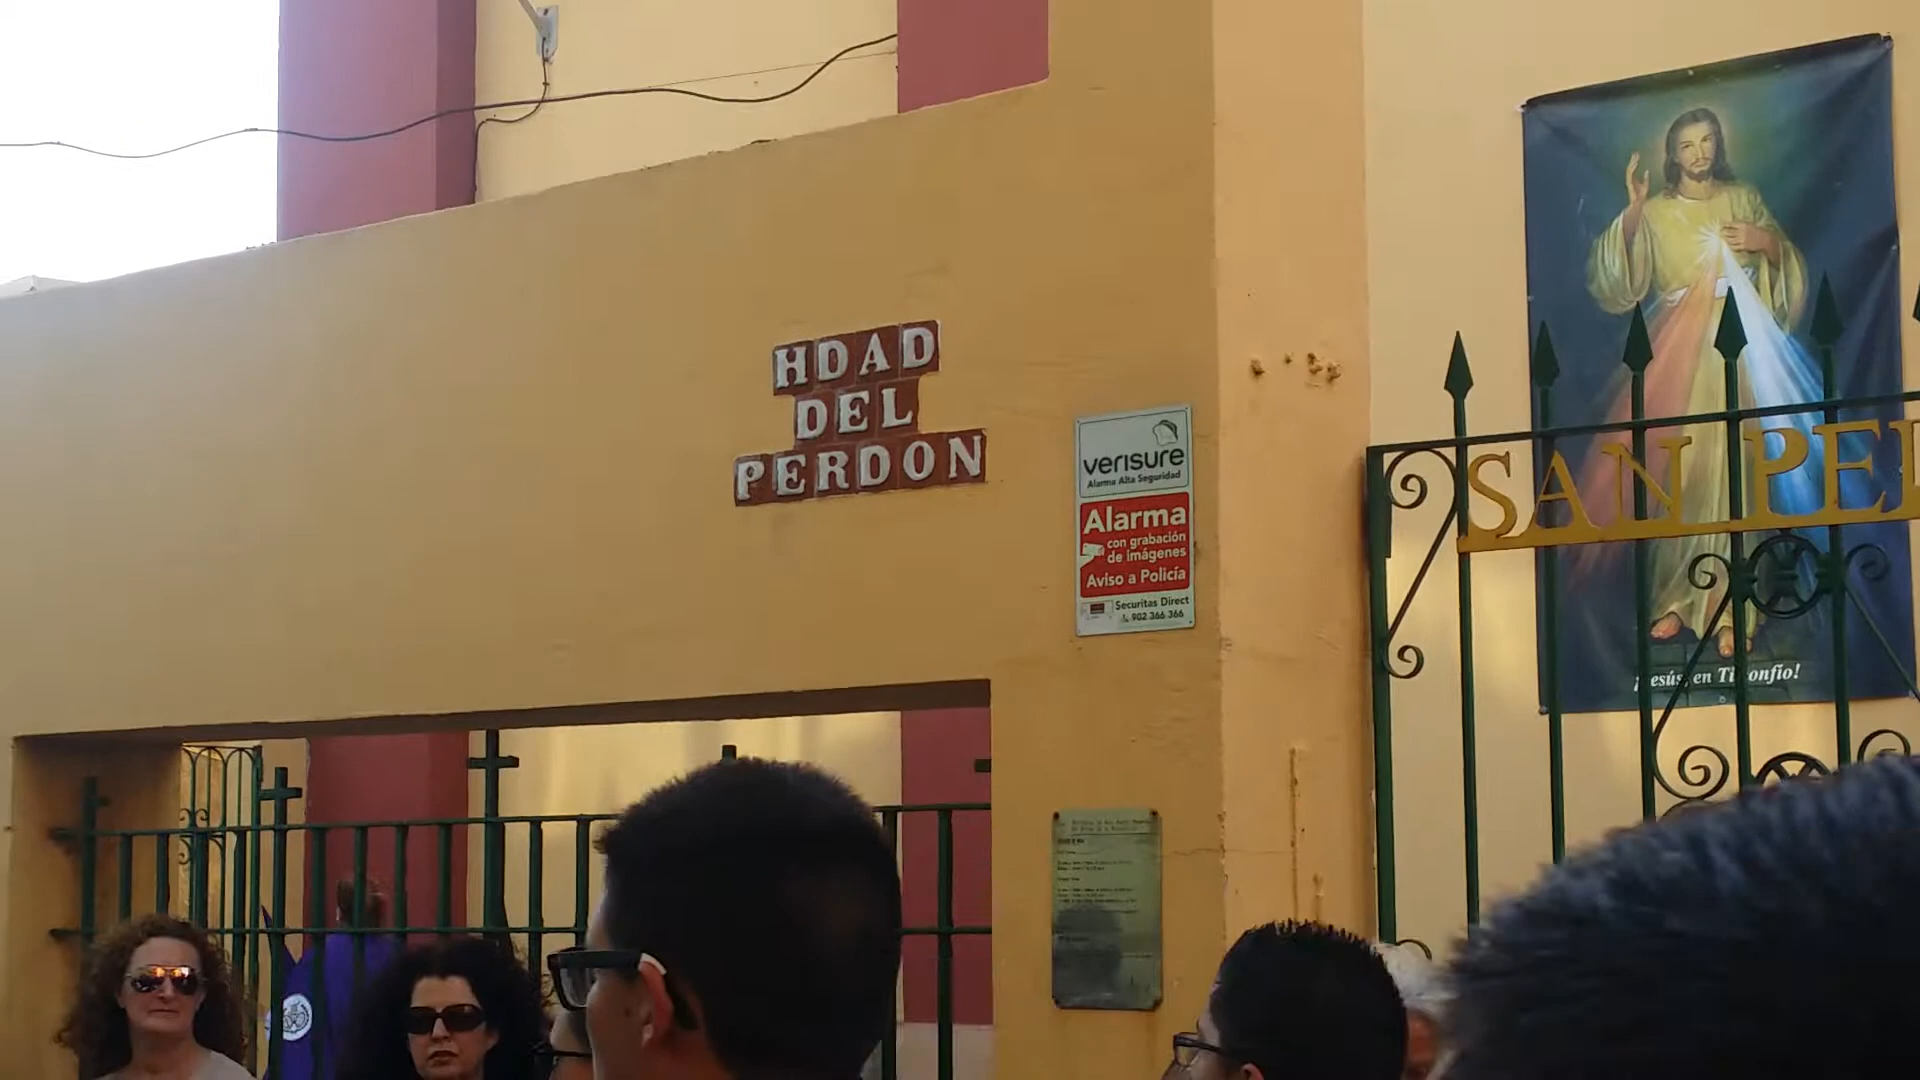 HDAD
DEL
PERDON
verisure
Alarma Alta Seguridad
Alarma
con grabación
de imágenes
Aviso a Policía
Securitas Direct
902 366 366
SAN PE
¡Jesús, en Ti confío!